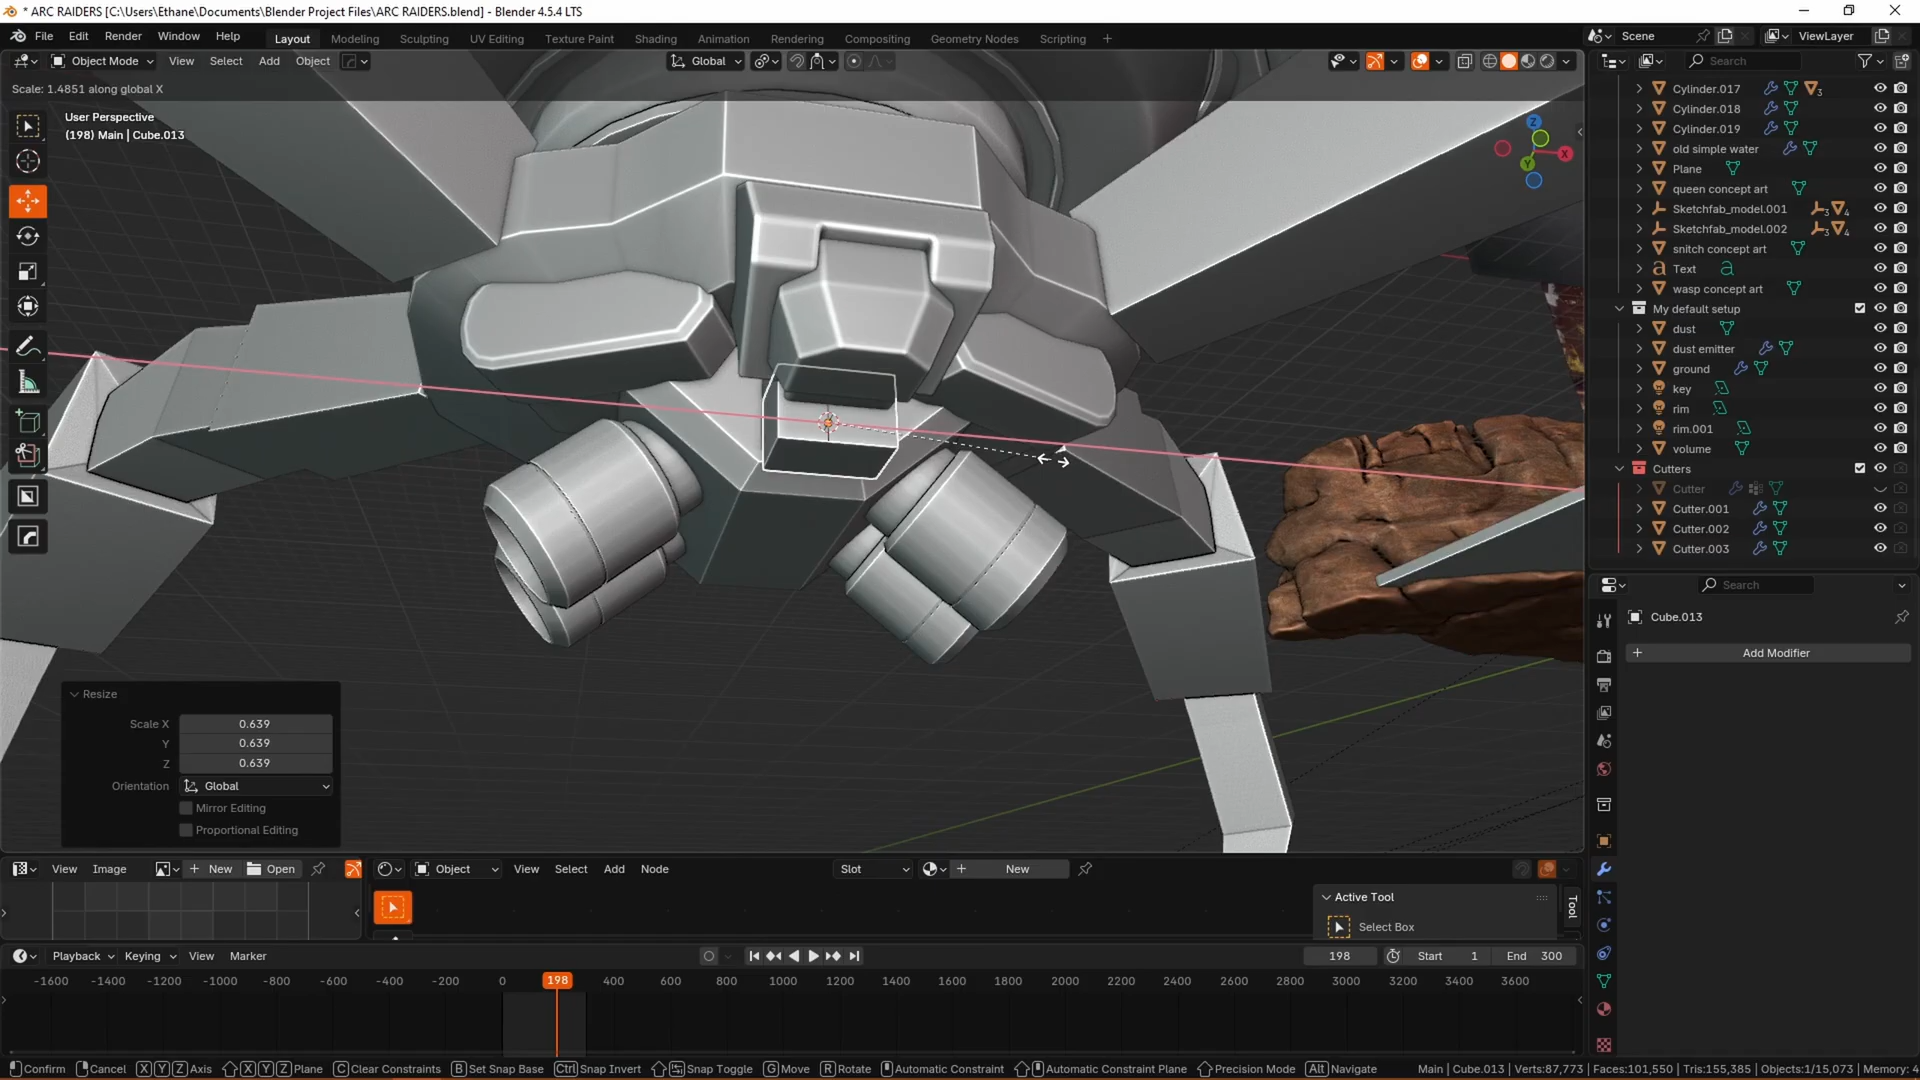 * ARC RAIDERS [C:\Users\Ethane\Documents\Blender Project Files\ARC RAIDERS.blend] - Blender 4.5.4 LTS
File Edit Render Window Help
Layout Modeling Sculpting UV Editing Texture Paint Shading Animation Rendering Compositing Geometry Nodes Scripting +
Scene
ViewLayer
Object Mode View Select Add Object
Global
Search
Scale: 1.4851 along global X
User Perspective
(198) Main | Cube.013
Z
Y
X
Cylinder.017
3
Cylinder.018
Cylinder.019
old simple water
Plane
queen concept art
Sketchfab_model.001
3 4
Sketchfab_model.002
3 4
snitch concept art
Text
wasp concept art
My default setup
dust
dust emitter
ground
key
rim
rim.001
volume
Cutters
Cutter
Cutter.001
Cutter.002
Cutter.003
Search
Cube.013
+ Add Modifier
Resize
Scale X 0.639
Y 0.639
Z 0.639
Orientation Global
Mirror Editing
Proportional Editing
View Image + New Open
Object View Select Add Node Slot + New
Active Tool
Select Box
Tool
Playback Keying View Marker
198 Start 1 End 300
-1600 -1400 -1200 -1000 -800 -600 -400 -200 0 198 400 600 800 1000 1200 1400 1600 1800 2000 2200 2400 2600 2800 3000 3200 3400 3600
Confirm Cancel X Y Z Axis X Y Z Plane C Clear Constraints B Set Snap Base Ctrl Snap Invert Snap Toggle G Move R Rotate Automatic Constraint Automatic Constraint Plane Precision Mode Alt Navigate
Main | Cube.013 | Verts:87,773 | Faces:101,550 | Tris:155,385 | Objects:1/15,073 | Memory: 4